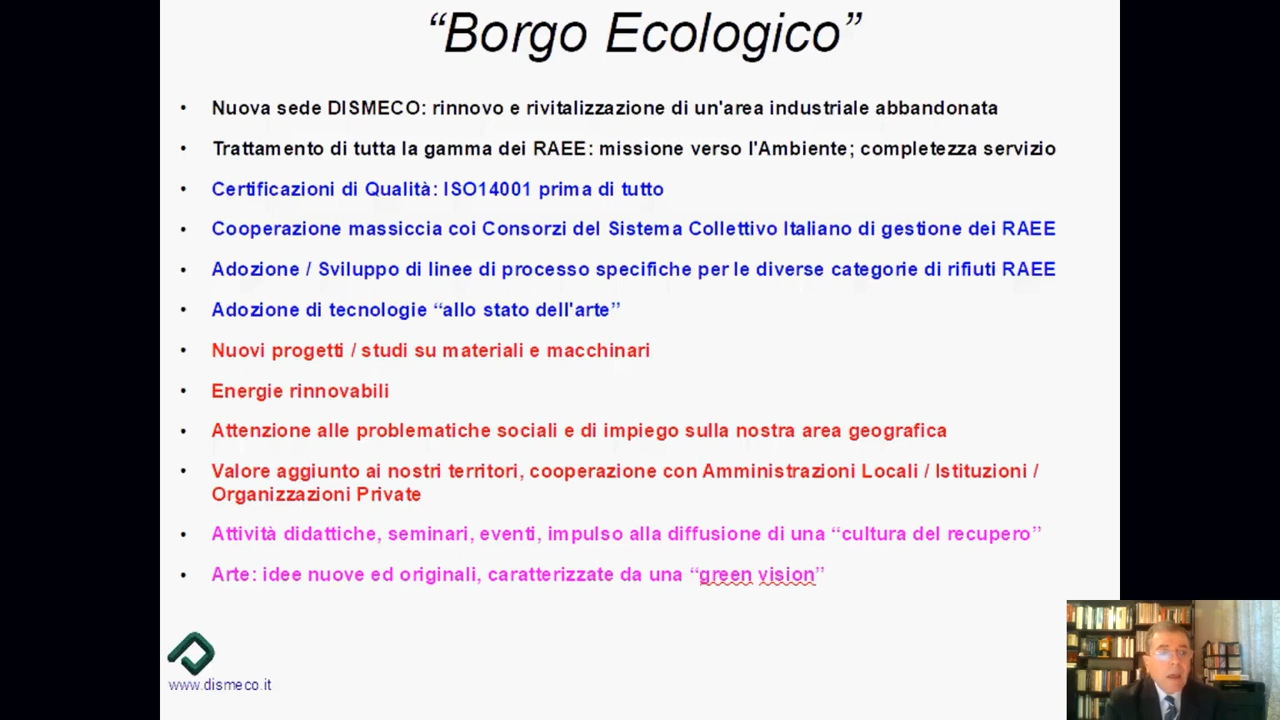 “Borgo Ecologico”
• Nuova sede DISMECO: rinnovo e rivitalizzazione di un'area industriale abbandonata
• Trattamento di tutta la gamma dei RAEE: missione verso l'Ambiente; completezza servizio
• Certificazioni di Qualità: ISO14001 prima di tutto
• Cooperazione massiccia coi Consorzi del Sistema Collettivo Italiano di gestione dei RAEE
• Adozione / Sviluppo di linee di processo specifiche per le diverse categorie di rifiuti RAEE
• Adozione di tecnologie “allo stato dell'arte”
• Nuovi progetti / studi su materiali e macchinari
• Energie rinnovabili
• Attenzione alle problematiche sociali e di impiego sulla nostra area geografica
• Valore aggiunto ai nostri territori, cooperazione con Amministrazioni Locali / Istituzioni /
Organizzazioni Private
• Attività didattiche, seminari, eventi, impulso alla diffusione di una “cultura del recupero”
• Arte: idee nuove ed originali, caratterizzate da una “green vision”
www.dismeco.it